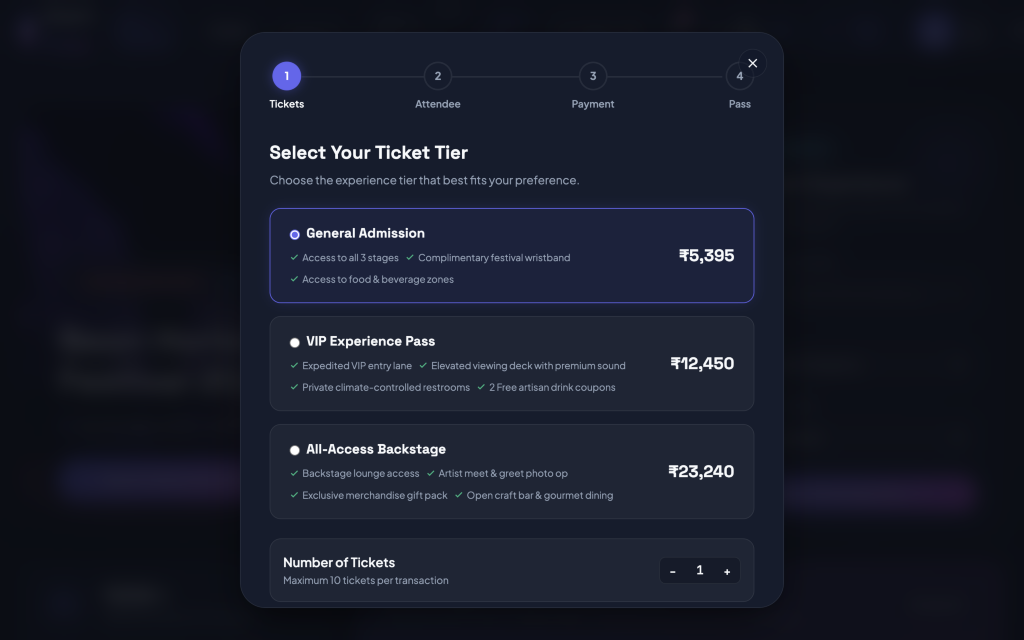 1
2
3
4
Tickets
Attendee
Payment
Pass
Select Your Ticket Tier
Choose the experience tier that best fits your preference.
General Admission
Access to all 3 stages
Complimentary festival wristband
Access to food & beverage zones
₹5,395
VIP Experience Pass
Expedited VIP entry lane
Elevated viewing deck with premium sound
Private climate-controlled restrooms
2 Free artisan drink coupons
₹12,450
All-Access Backstage
Backstage lounge access
Artist meet & greet photo op
Exclusive merchandise gift pack
Open craft bar & gourmet dining
₹23,240
Number of Tickets
Maximum 10 tickets per transaction
- 1 +